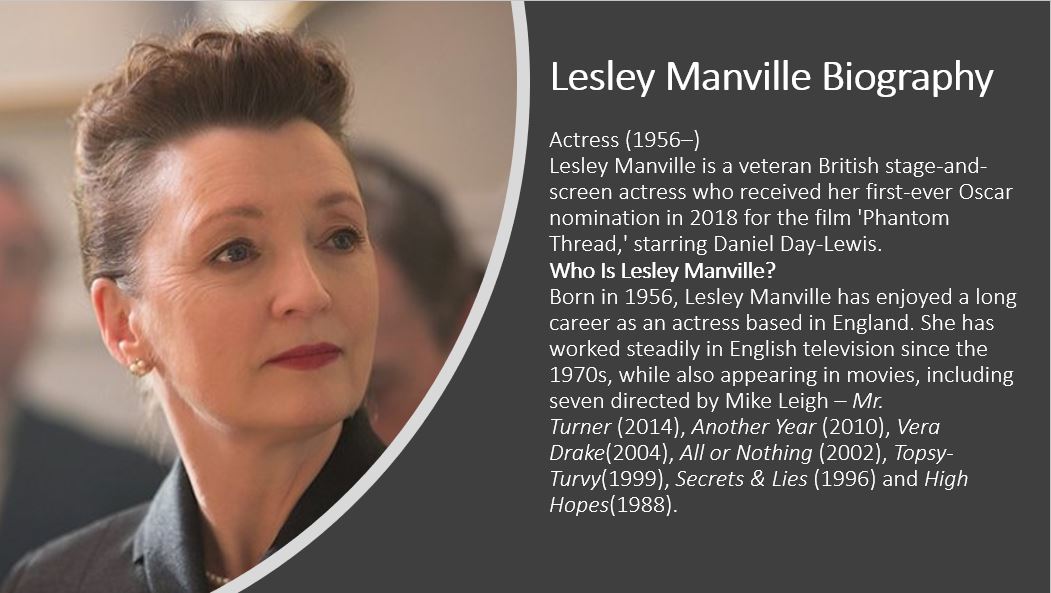 Lesley Manville Biography
Actress (1956–)
Lesley Manville is a veteran British stage-and-
screen actress who received her first-ever Oscar
nomination in 2018 for the film 'Phantom
Thread,' starring Daniel Day-Lewis.
Who Is Lesley Manville?
Born in 1956, Lesley Manville has enjoyed a long
career as an actress based in England. She has
worked steadily in English television since the
1970s, while also appearing in movies, including
seven directed by Mike Leigh – Mr.
Turner (2014), Another Year (2010), Vera
Drake(2004), All or Nothing (2002), Topsy-
Turvy(1999), Secrets & Lies (1996) and High
Hopes(1988).